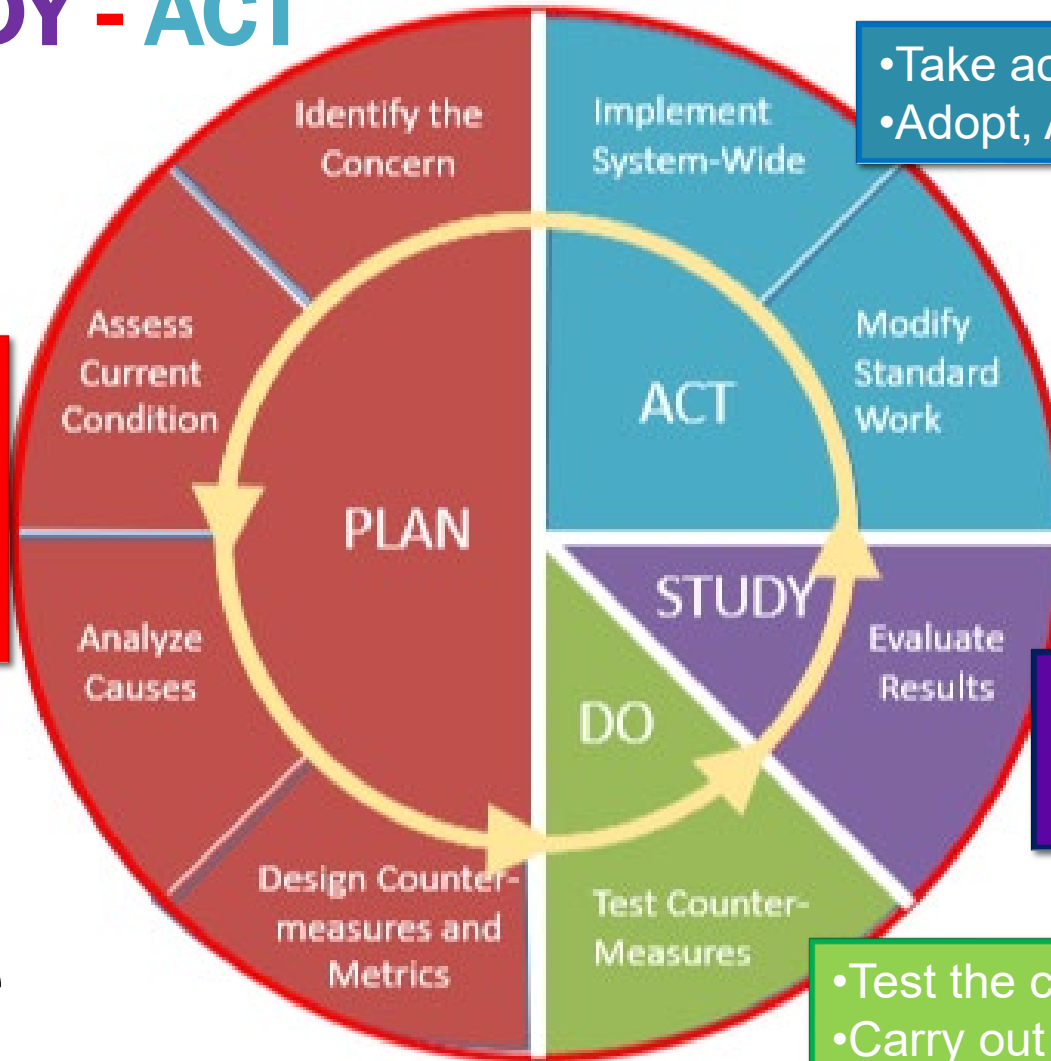 DY - ACT
•Take ac
•Adopt, A
Identify the
Concern
Implement
System-Wide
Assess
Current
Condition
Modify
Standard
Work
ACT
PLAN
STUDY
Analyze
Causes
Evaluate
Results
DO
Design Counter-
measures and
Metrics
Test Counter-
Measures
•Test the c
•Carry out